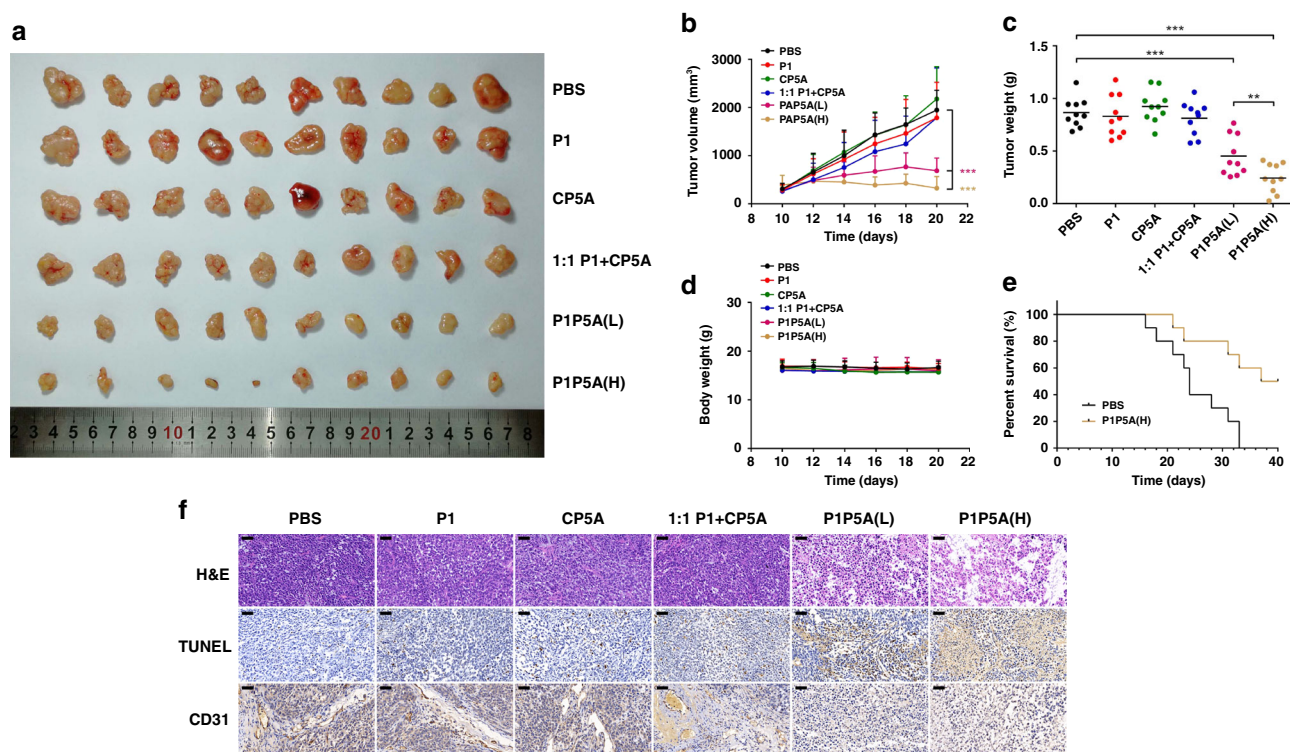 a
PBS
P1
CP5A
1:1 P1+CP5A
P1P5A(L)
P1P5A(H)
2 3 4 5 6 7 8 9 10 1 2 3 4 5 6 7 8 9 20 1 2 3 4 5 6 7 8
b
PBS
P1
CP5A
1:1 P1+CP5A
PAP5A(L)
PAP5A(H)
Tumor volume (mm³)
3000
2000
1000
0
***
***
8 10 12 14 16 18 20 22
Time (days)
c
***
***
**
Tumor weight (g)
1.5
1.0
0.5
0.0
PBS
P1
CP5A
1:1 P1+CP5A
P1P5A(L)
P1P5A(H)
d
PBS
P1
CP5A
1:1 P1+CP5A
P1P5A(L)
P1P5A(H)
Body weight (g)
30
20
10
0
8 10 12 14 16 18 20 22
Time (days)
e
Percent survival (%)
100
80
60
40
20
0
PBS
P1P5A(H)
0 10 20 30 40
Time (days)
f
PBS P1 CP5A 1:1 P1+CP5A P1P5A(L) P1P5A(H)
H&E
TUNEL
CD31